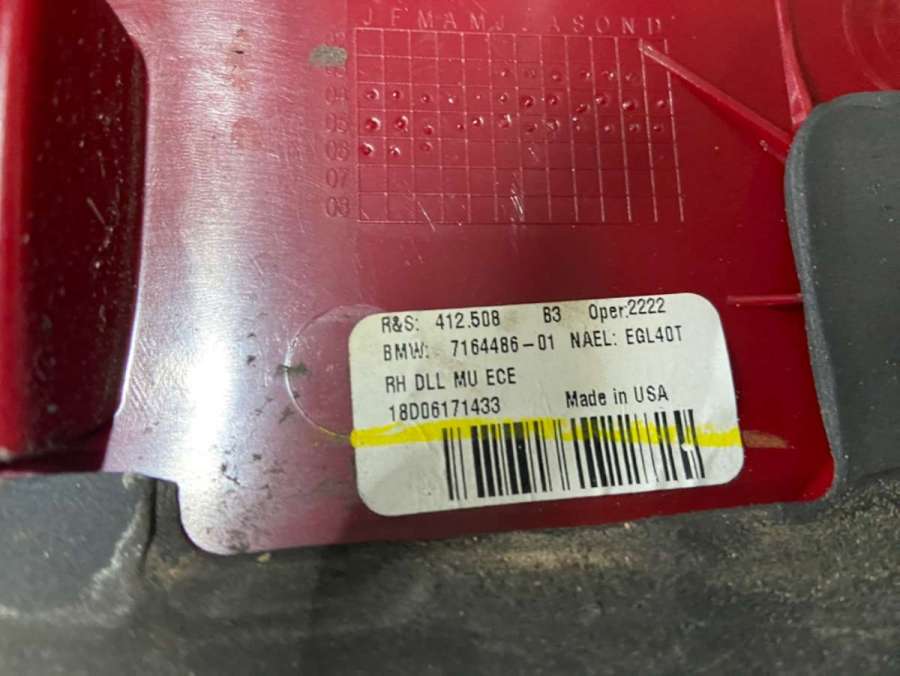 J F M A M J J A S O N D
04
05
06
07
08
R&S: 412.508 B3 Oper:2222
BMW: 7164486-01 NAEL: EGL40T
RH DLL MU ECE
18D06171433 Made in USA